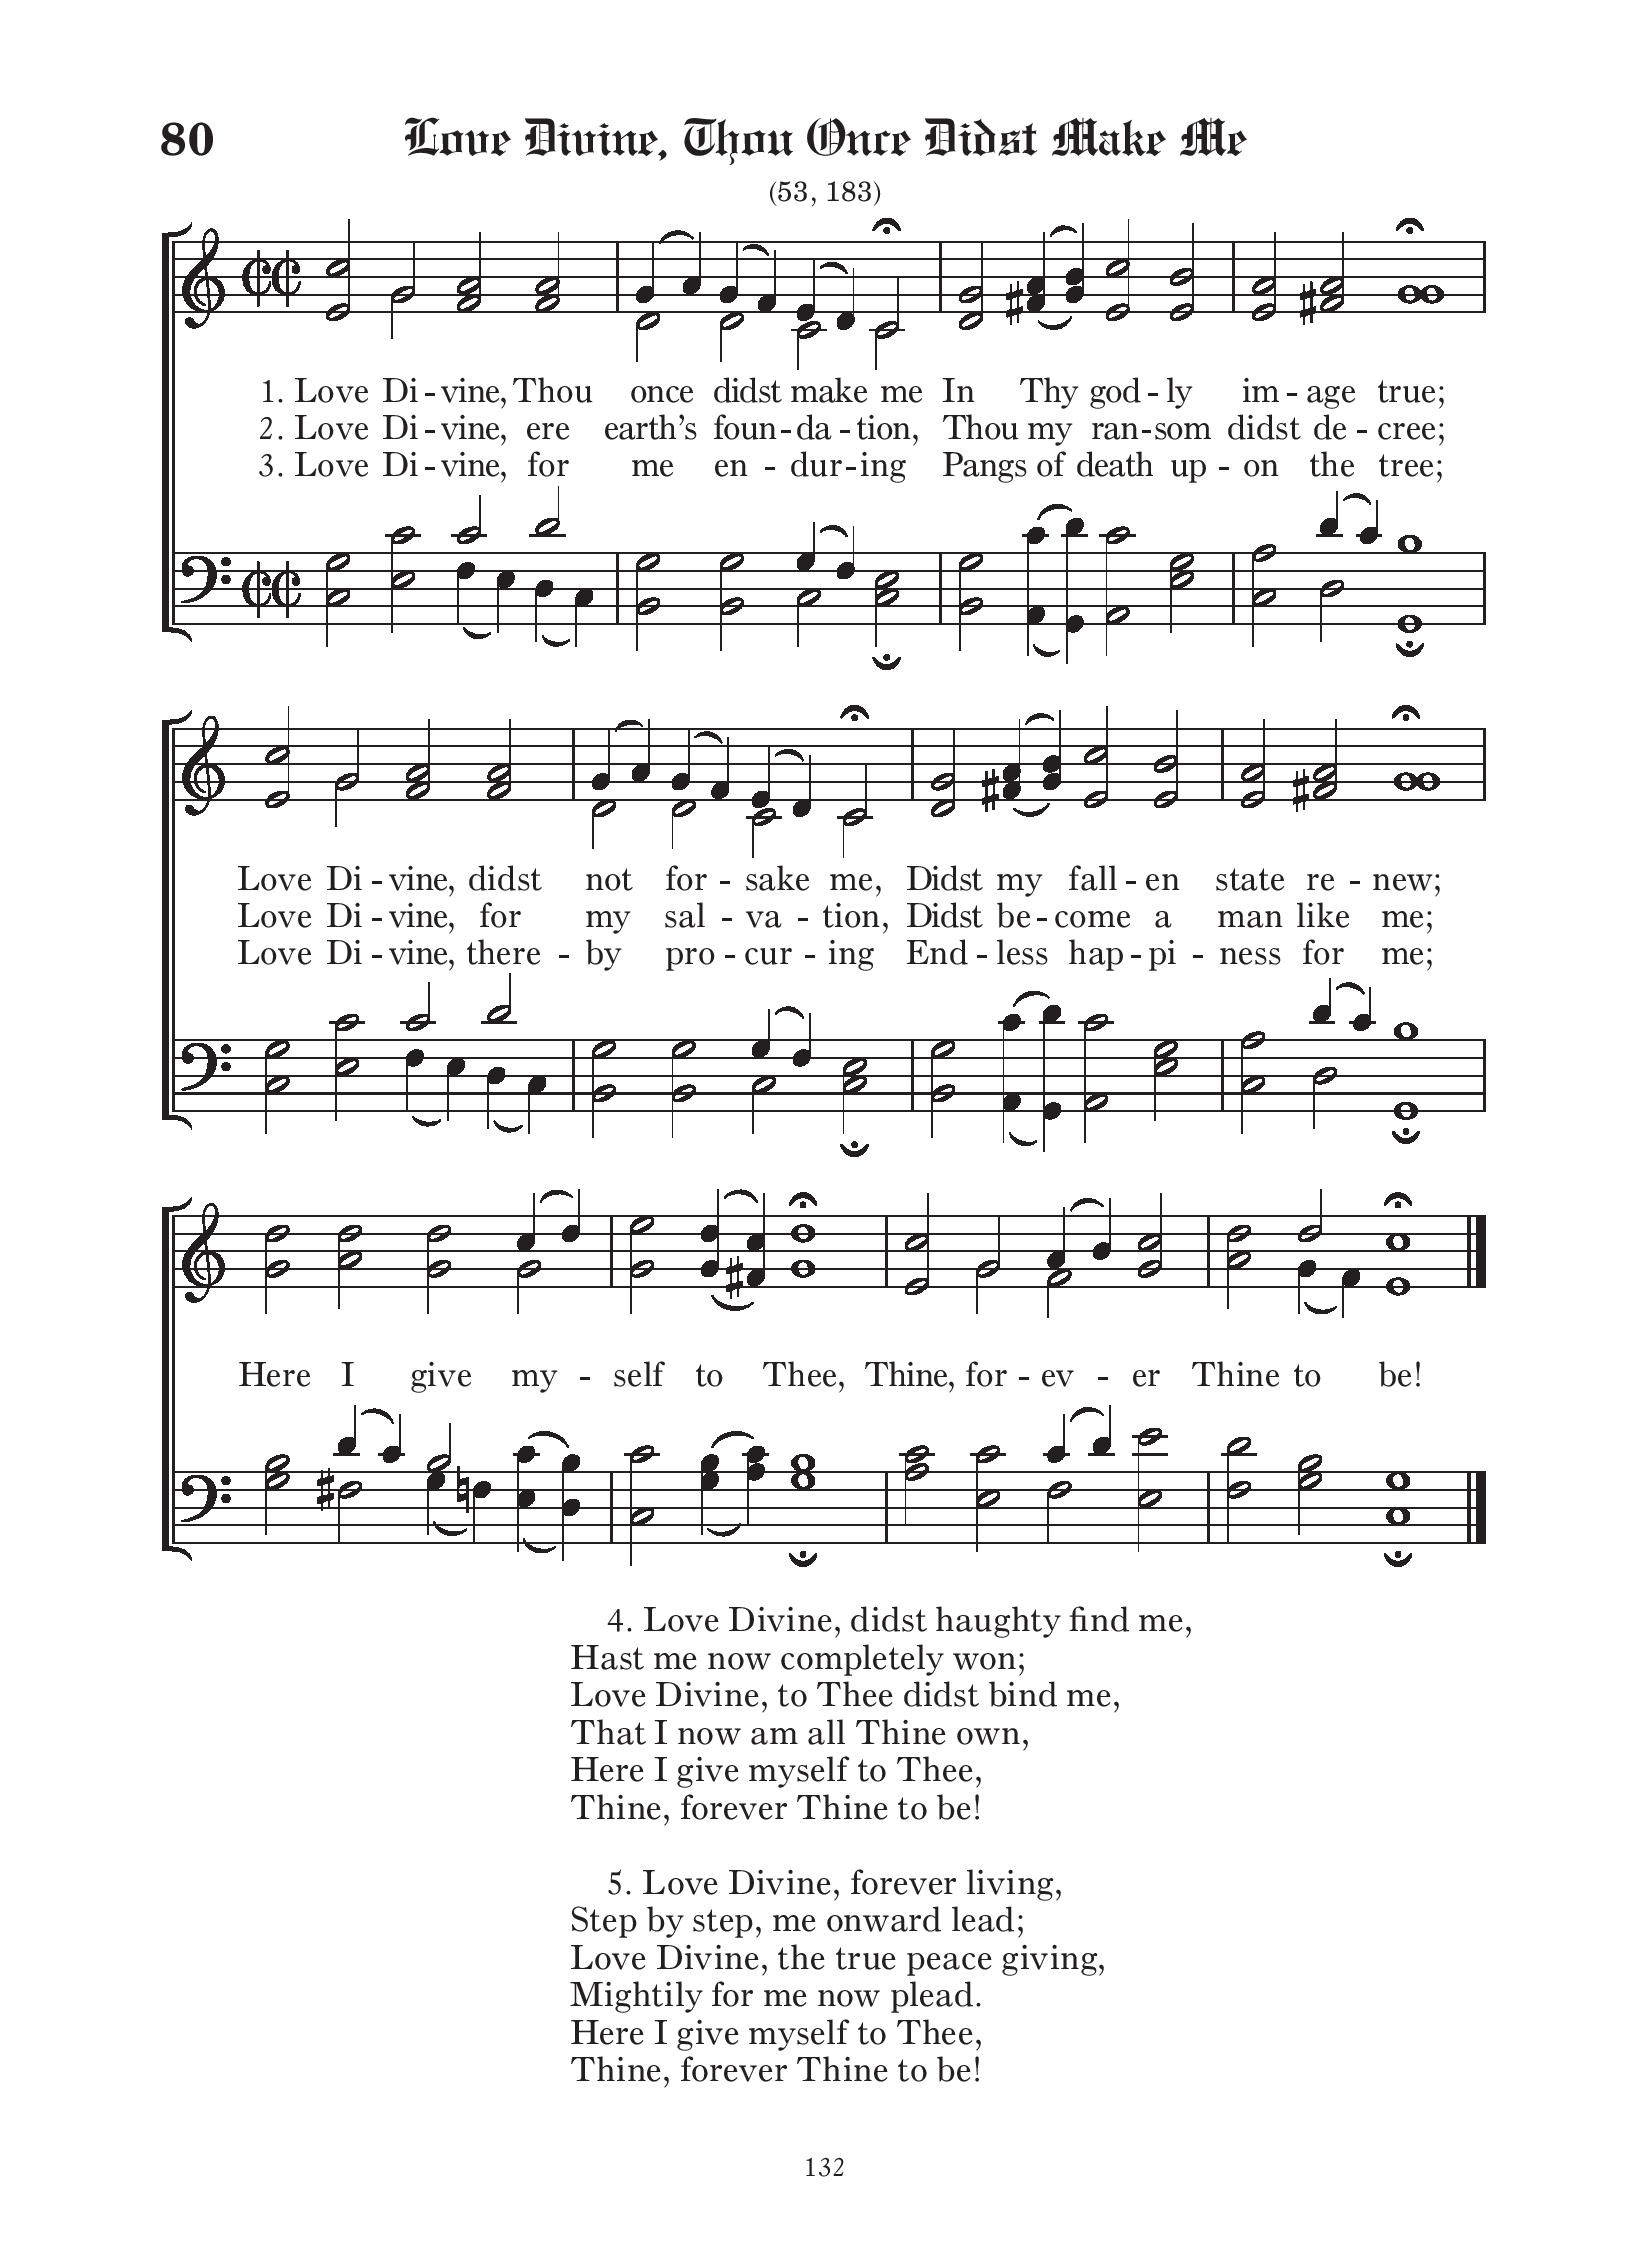 80 Love Divine, Thou Once Didst Make Me
(53, 183)
1. Love Di - vine, Thou once didst make me In Thy god - ly im - age true;
2. Love Di - vine, ere earth's foun - da - tion, Thou my ran - som didst de - cree;
3. Love Di - vine, for me en - dur - ing Pangs of death up - on the tree;
Love Di - vine, didst not for - sake me, Didst my fall - en state re - new;
Love Di - vine, for my sal - va - tion, Didst be - come a man like me;
Love Di - vine, there - by pro - cur - ing End - less hap - pi - ness for me;
Here I give my - self to Thee, Thine, for - ev - er Thine to be!
4. Love Divine, didst haughty find me,
Hast me now completely won;
Love Divine, to Thee didst bind me,
That I now am all Thine own,
Here I give myself to Thee,
Thine, forever Thine to be!
5. Love Divine, forever living,
Step by step, me onward lead;
Love Divine, the true peace giving,
Mightily for me now plead.
Here I give myself to Thee,
Thine, forever Thine to be!
132